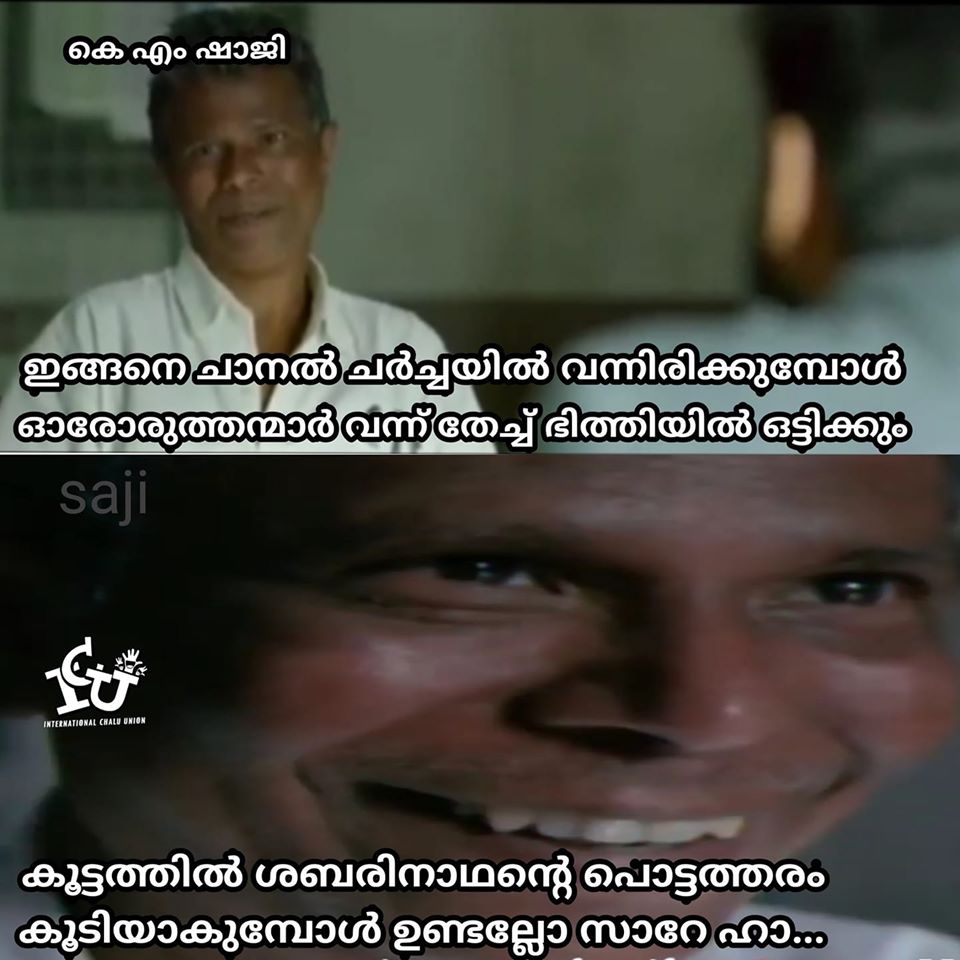 കെ എം ഷാജി
ഇങ്ങനെ ചാനൽ ചർച്ചയിൽ വന്നിരിക്കുമ്പോൾ
ഓരോരുത്തന്മാർ വന്ന് തേച്ച് ഭിത്തിയിൽ ഒട്ടിക്കും
saji
ICU
INTERNATIONAL CHALU UNION
കൂട്ടത്തിൽ ശബരിനാഥന്റെ പൊട്ടത്തരം
കൂടിയാകുമ്പോൾ ഉണ്ടല്ലോ സാറേ ഹാ...